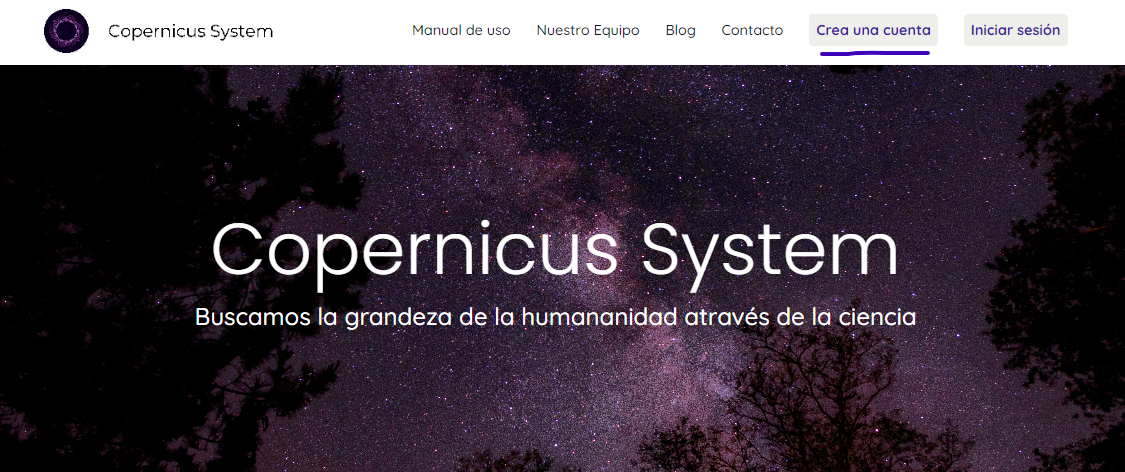 Copernicus System
Manual de uso Nuestro Equipo Blog Contacto Crea una cuenta Iniciar sesión
Copernicus System
Buscamos la grandeza de la humananidad através de la ciencia